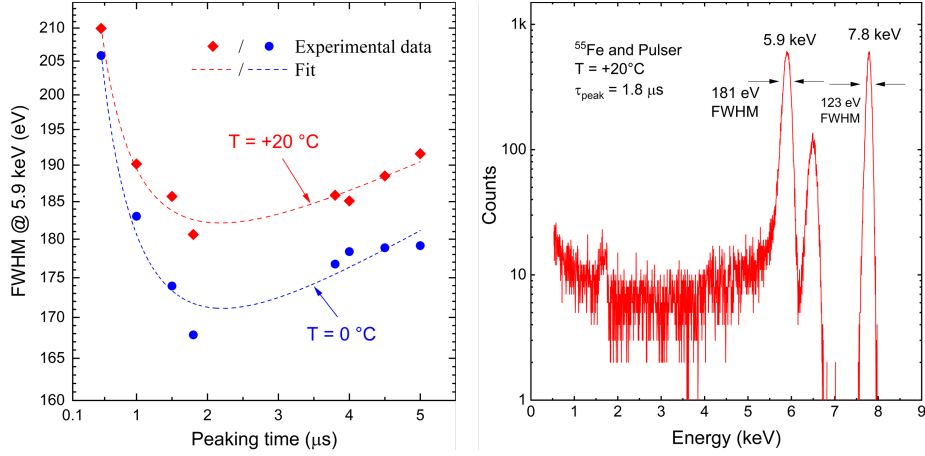 210
205
200
195
190
185
180
175
170
165
160
0.1
1
2
3
4
5
FWHM @ 5.9 keV (eV)
Peaking time (μs)
/ Experimental data
/ Fit
T = +20 °C
T = 0 °C
1k
100
10
1
0
1
2
3
4
5
6
7
8
9
Counts
Energy (keV)
⁵⁵Fe and Pulser
T = +20°C
τpeak = 1.8 μs
5.9 keV
7.8 keV
181 eV
FWHM
123 eV
FWHM